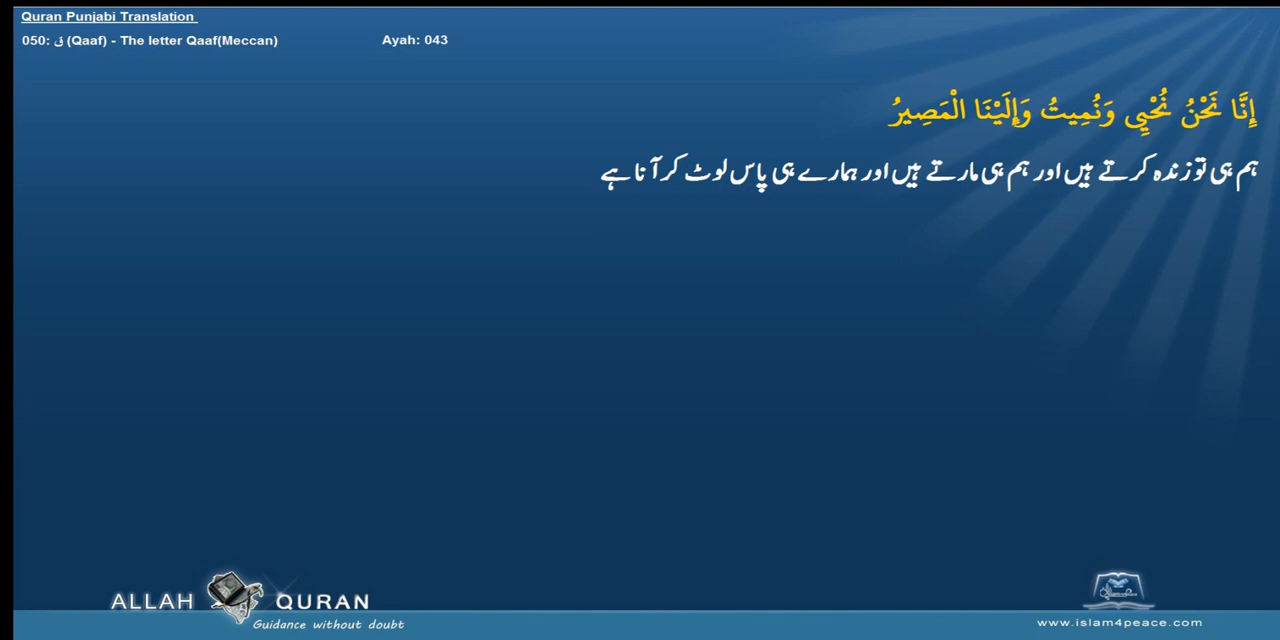 Quran Punjabi Translation
050: ق (Qaaf) - The letter Qaaf(Meccan) Ayah: 043
إِنَّا نَحْنُ نُحْيِي وَنُمِيتُ وَإِلَيْنَا الْمَصِيرُ
ہم ہی تو زندہ کرتے ہیں اور ہم ہی مارتے ہیں اور ہمارے ہی پاس لوٹ کر آنا ہے
ALLAH QURAN
Guidance without doubt
www.islam4peace.com